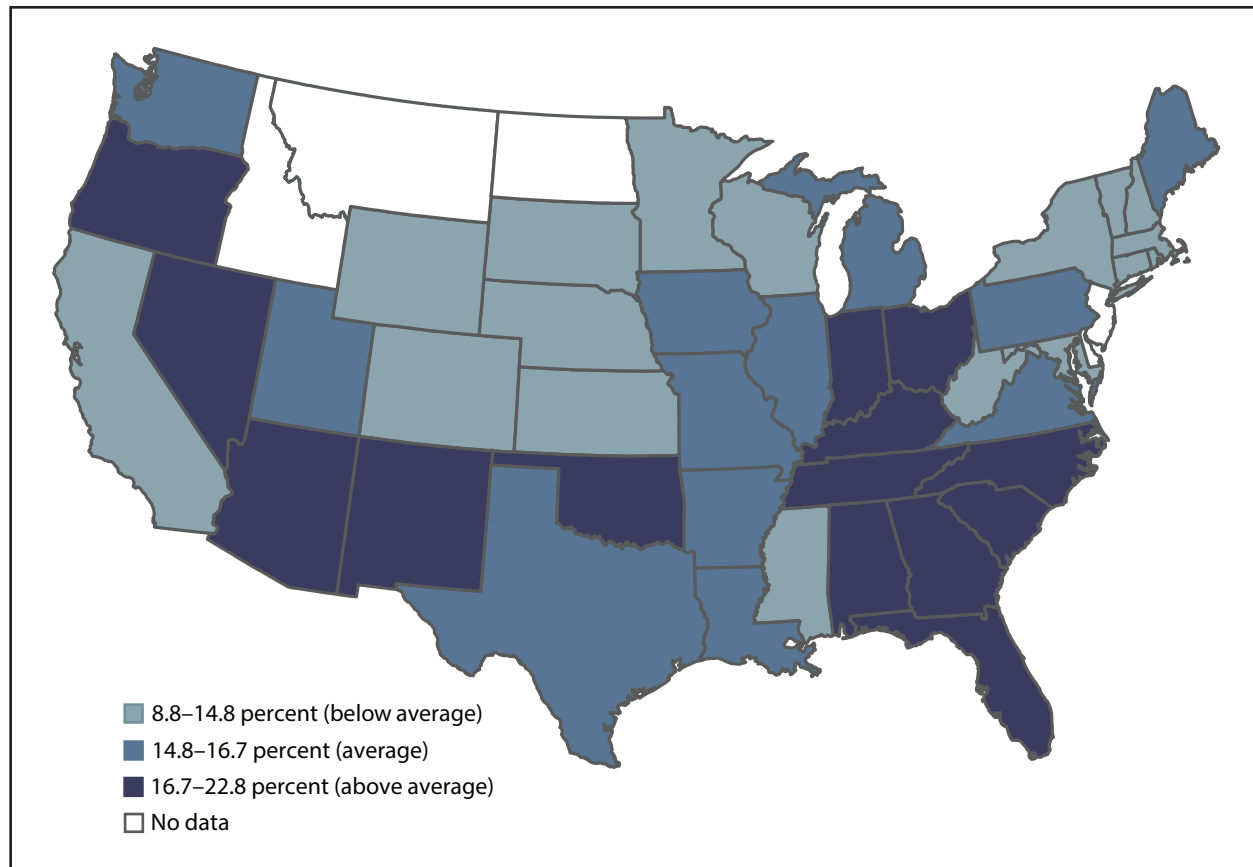 8.8–14.8 percent (below average)
14.8–16.7 percent (average)
16.7–22.8 percent (above average)
No data